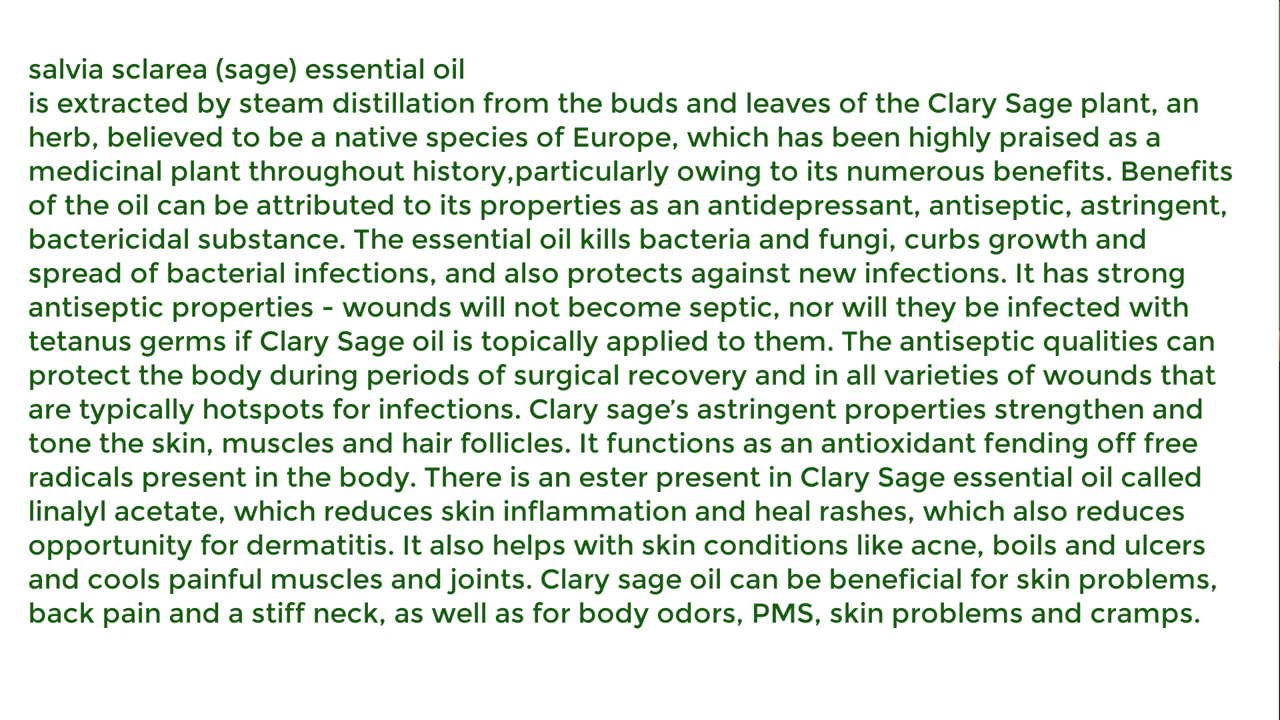 salvia sclarea (sage) essential oil
is extracted by steam distillation from the buds and leaves of the Clary Sage plant, an
herb, believed to be a native species of Europe, which has been highly praised as a
medicinal plant throughout history,particularly owing to its numerous benefits. Benefits
of the oil can be attributed to its properties as an antidepressant, antiseptic, astringent,
bactericidal substance. The essential oil kills bacteria and fungi, curbs growth and
spread of bacterial infections, and also protects against new infections. It has strong
antiseptic properties - wounds will not become septic, nor will they be infected with
tetanus germs if Clary Sage oil is topically applied to them. The antiseptic qualities can
protect the body during periods of surgical recovery and in all varieties of wounds that
are typically hotspots for infections. Clary sage’s astringent properties strengthen and
tone the skin, muscles and hair follicles. It functions as an antioxidant fending off free
radicals present in the body. There is an ester present in Clary Sage essential oil called
linalyl acetate, which reduces skin inflammation and heal rashes, which also reduces
opportunity for dermatitis. It also helps with skin conditions like acne, boils and ulcers
and cools painful muscles and joints. Clary sage oil can be beneficial for skin problems,
back pain and a stiff neck, as well as for body odors, PMS, skin problems and cramps.